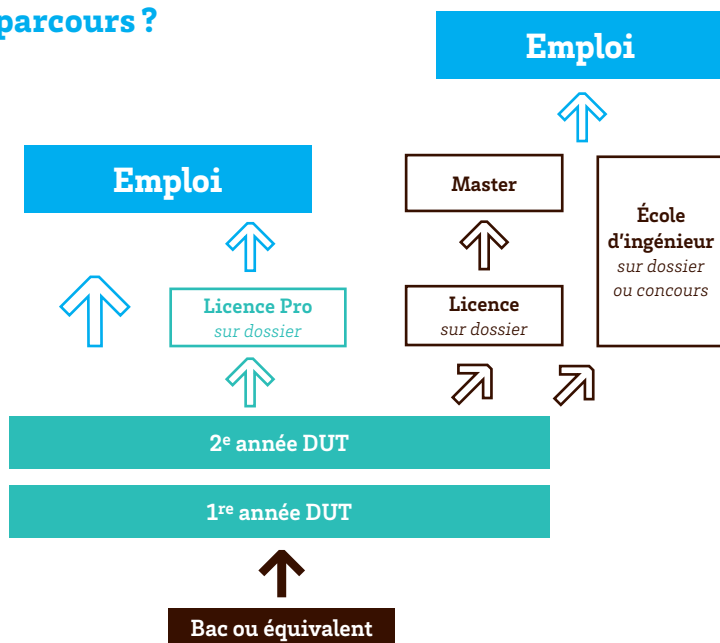 parcours ?
Emploi
Emploi
Master
École
d'ingénieur
sur dossier
ou concours
Licence Pro
sur dossier
Licence
sur dossier
2e année DUT
1re année DUT
Bac ou équivalent